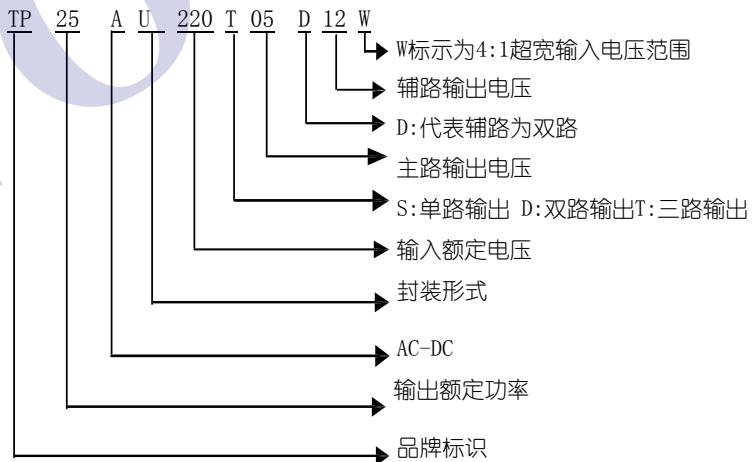 TP 25 A U 220 T 05 D 12 W
W标示为4:1超宽输入电压范围
辅路输出电压
D:代表辅路为双路
主路输出电压
S:单路输出 D:双路输出T:三路输出
输入额定电压
封装形式
AC-DC
输出额定功率
品牌标识